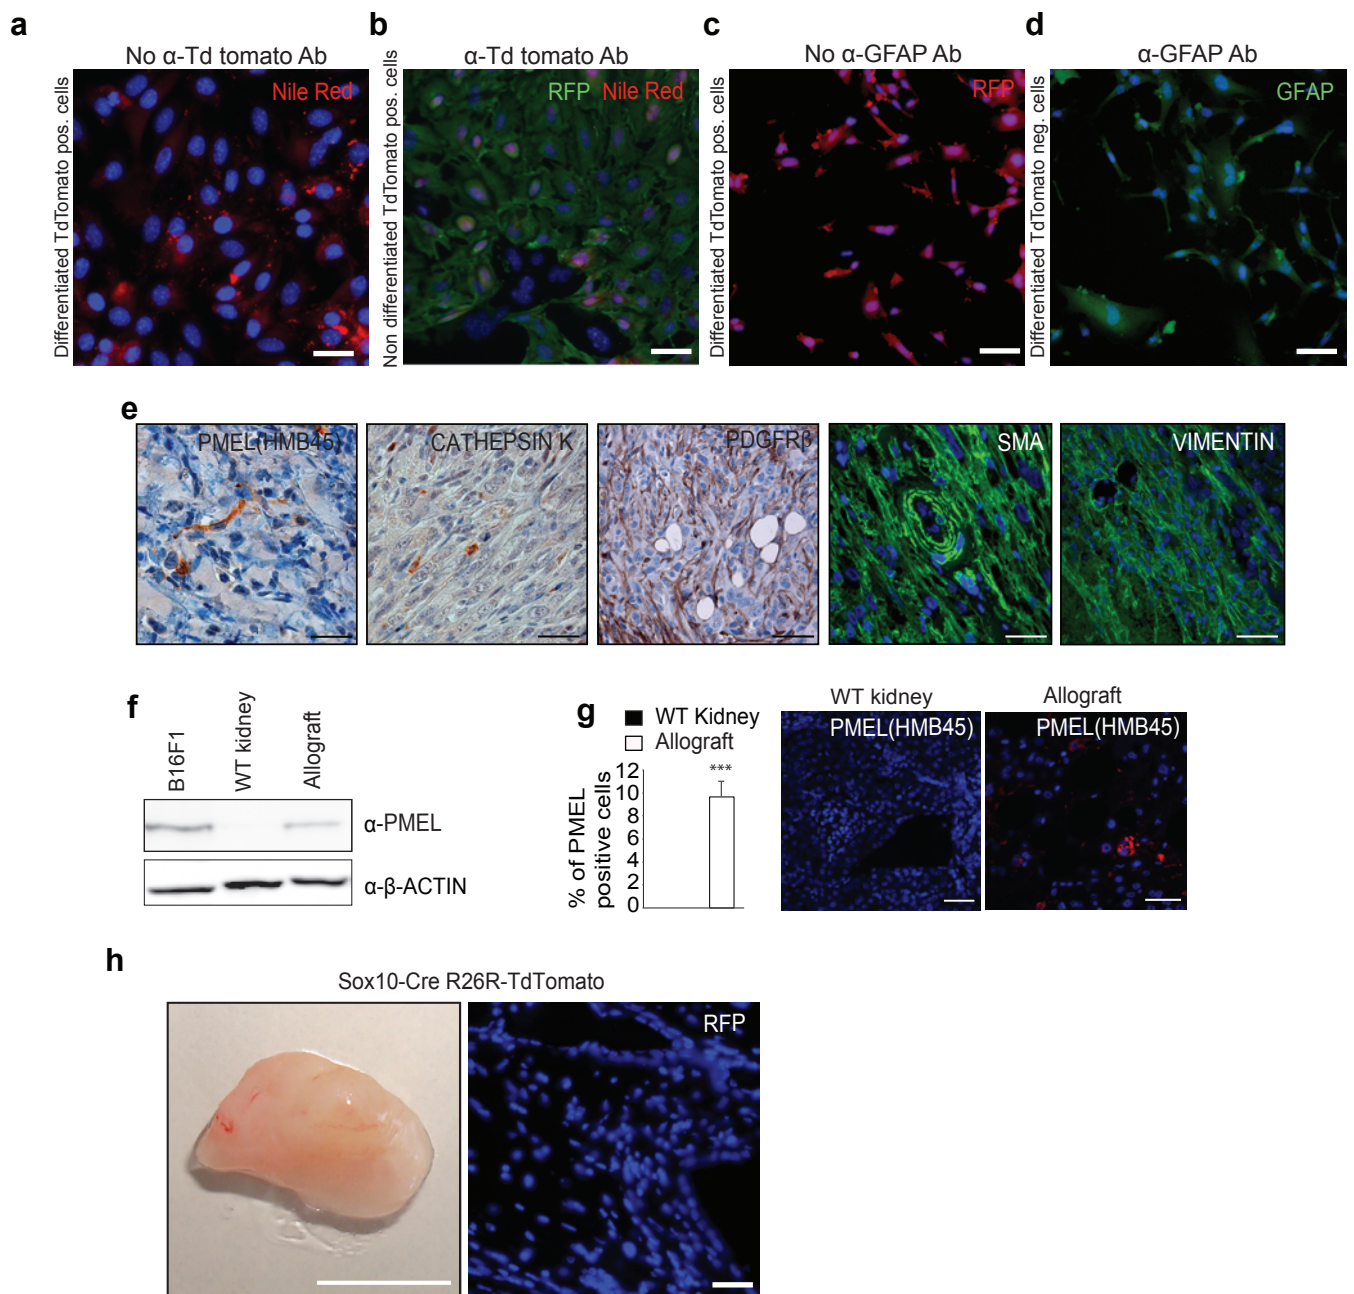 a
b
c
d
No α-Td tomato Ab
α-Td tomato Ab
No α-GFAP Ab
α-GFAP Ab
Differentiated TdTomato pos. cells
Nile Red
Non differentiated TdTomato pos. cells
RFP Nile Red
Differentiated TdTomato pos. cells
RFP
Differentiated TdTomato neg. cells
GFAP
e
PMEL(HMB45)
CATHEPSIN K
PDGFRβ
SMA
VIMENTIN
f
B16F1
WT kidney
Allograft
α-PMEL
α-β-ACTIN
g
WT Kidney
Allograft
% of PMEL
positive cells
12
10
8
6
4
2
0
***
WT kidney
PMEL(HMB45)
Allograft
PMEL(HMB45)
h
Sox10-Cre R26R-TdTomato
RFP